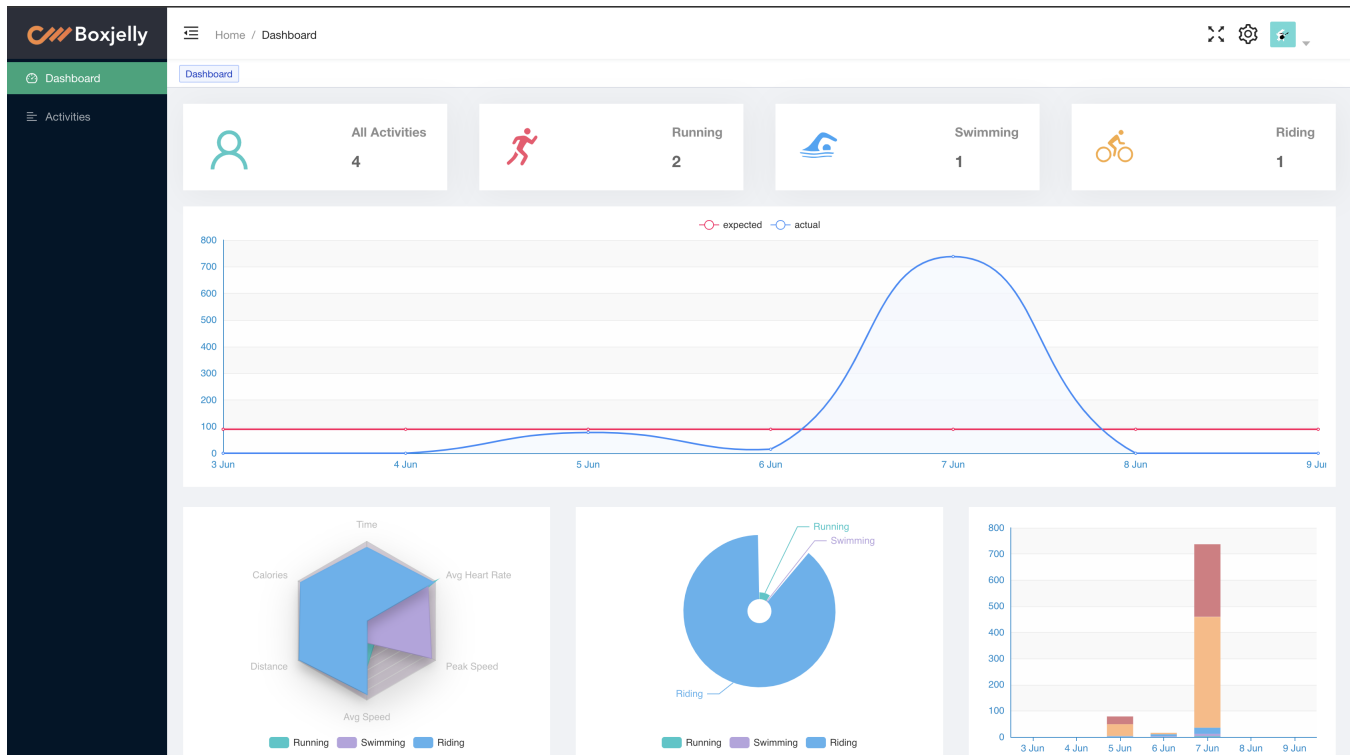 Boxjelly
Home / Dashboard
Dashboard
Activities
Dashboard
All Activities
4
Running
2
Swimming
1
Riding
1
expected actual
800
700
600
500
400
300
200
100
0
3 Jun 4 Jun 5 Jun 6 Jun 7 Jun 8 Jun 9 Jun
Time
Calories
Avg Heart Rate
Distance
Peak Speed
Avg Speed
Running Swimming Riding
Running
Swimming
Riding
Running Swimming Riding
800
700
600
500
400
300
200
100
0
3 Jun 4 Jun 5 Jun 6 Jun 7 Jun 8 Jun 9 Jun